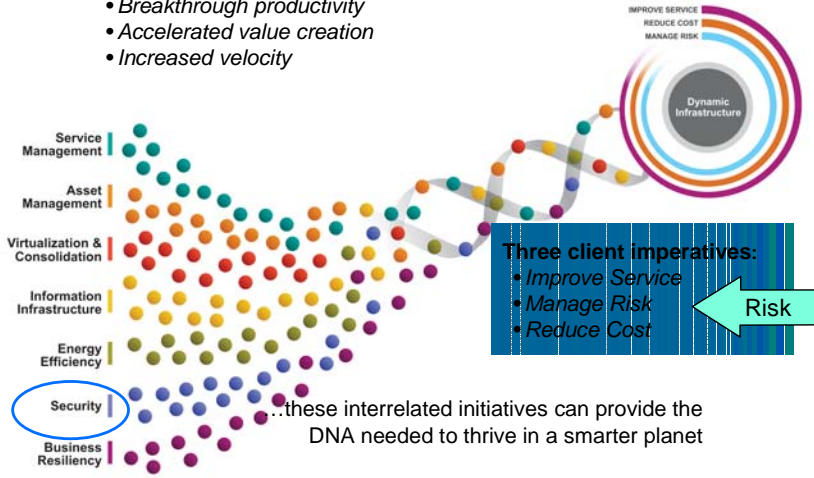 • Breakthrough productivity
• Accelerated value creation
• Increased velocity
IMPROVE SERVICE
REDUCE COST
MANAGE RISK
Dynamic
Infrastructure
Service
Management
Asset
Management
Virtualization &
Consolidation
Information
Infrastructure
Energy
Efficiency
Security
Business
Resiliency
Three client imperatives:
• Improve Service
• Manage Risk
• Reduce Cost
Risk
…these interrelated initiatives can provide the
DNA needed to thrive in a smarter planet